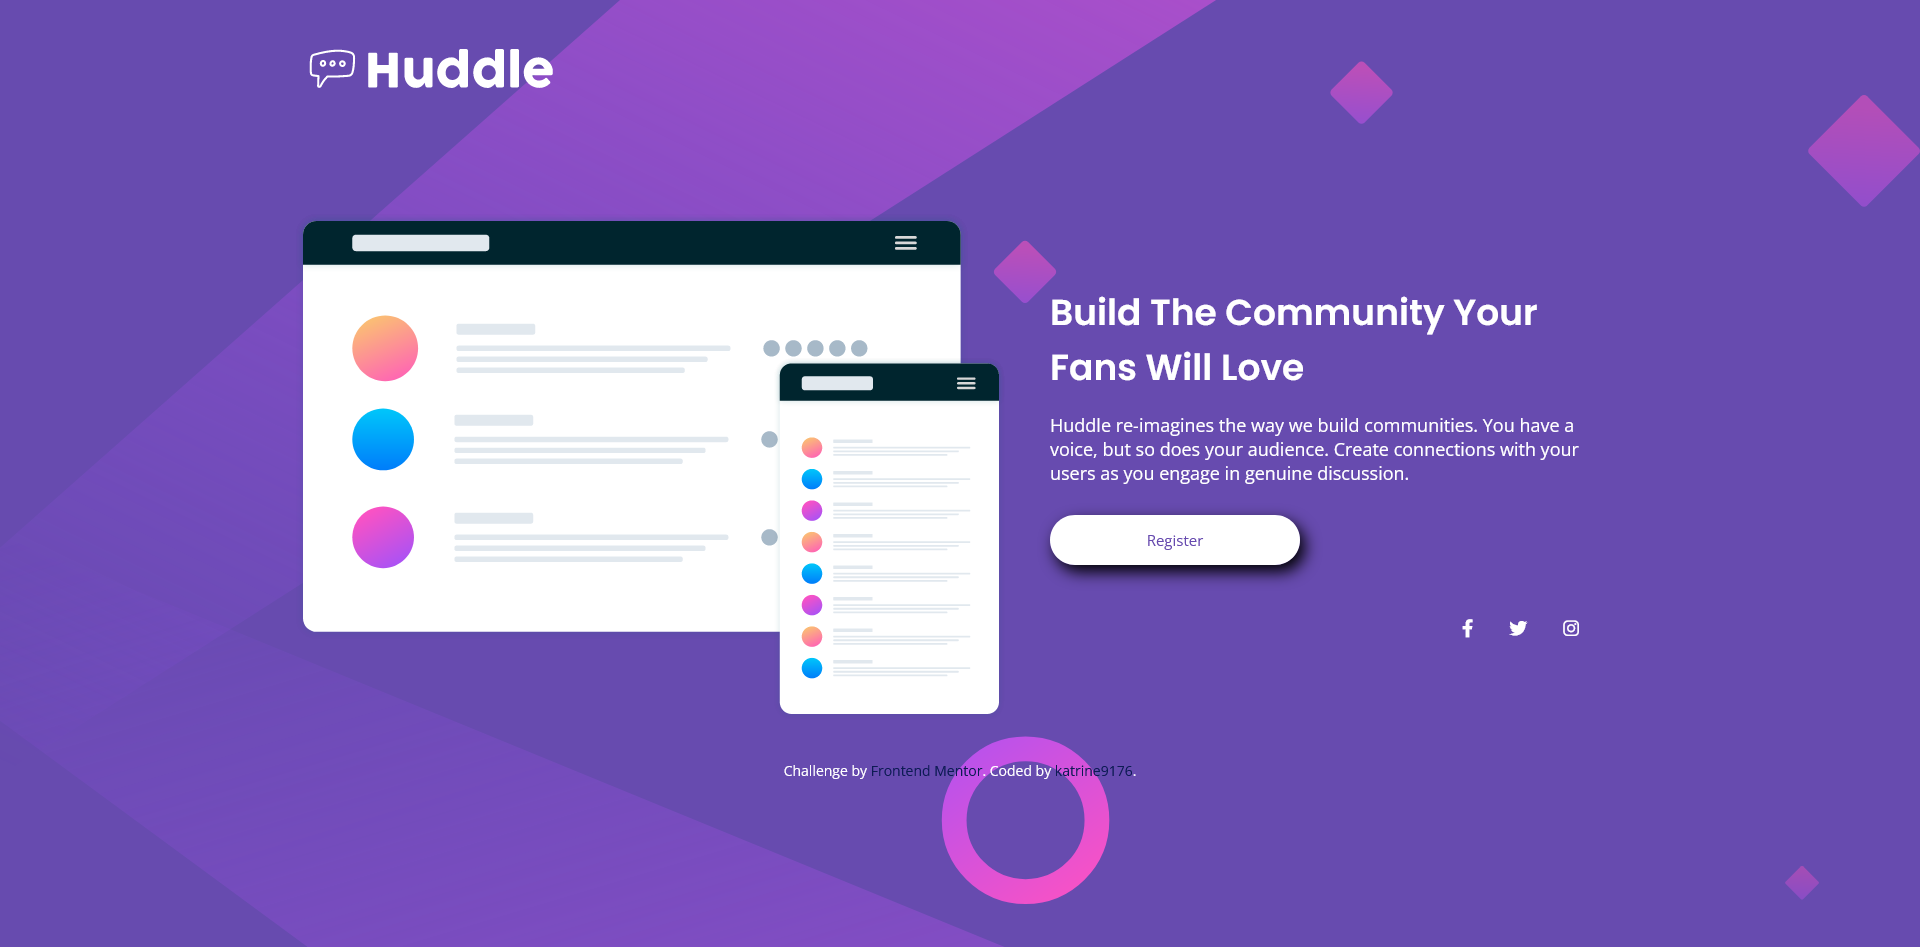 Huddle
Build The Community Your
Fans Will Love
Huddle re-imagines the way we build communities. You have a
voice, but so does your audience. Create connections with your
users as you engage in genuine discussion.
Register
Challenge by Frontend Mentor. Coded by katrine9176.